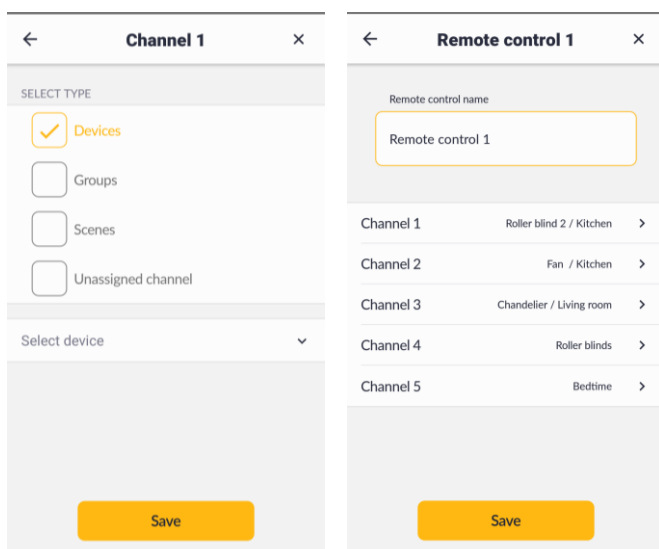 Channel 1
SELECT TYPE
Devices
Groups
Scenes
Unassigned channel
Select device
Save
Remote control 1
Remote control name
Remote control 1
Channel 1 Roller blind 2 / Kitchen
Channel 2 Fan / Kitchen
Channel 3 Chandelier / Living room
Channel 4 Roller blinds
Channel 5 Bedtime
Save